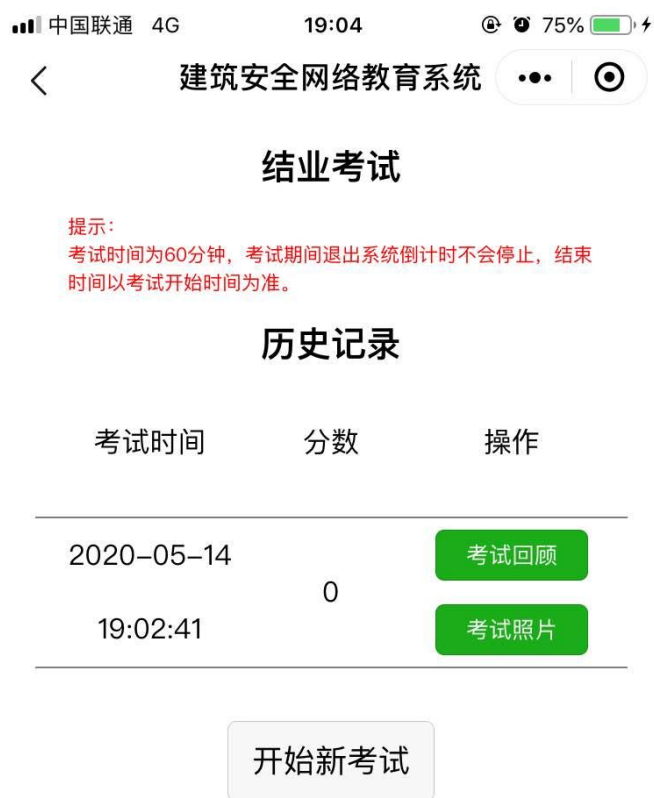 中国联通 4G 19:04 75%
建筑安全网络教育系统
结业考试
提示：
考试时间为60分钟，考试期间退出系统倒计时不会停止，结束
时间以考试开始时间为准。
历史记录
考试时间 分数 操作
2020-05-14 考试回顾
0
19:02:41 考试照片
开始新考试